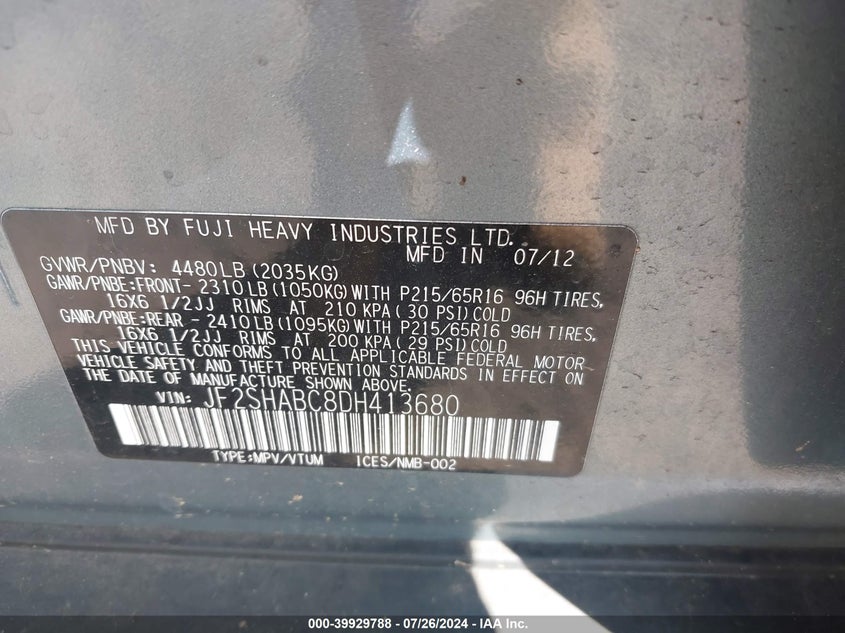 MFD BY FUJI HEAVY INDUSTRIES LTD.
MFD IN 07/12
GVWR/PNBV: 4480LB (2035KG)
GAWR/PNBE:FRONT- 2310 LB (1050KG) WITH P215/65R16 96H TIRES,
16X6 1/2JJ RIMS AT 210 KPA (30 PSI) COLD
GAWR/PNBE:REAR - 2410 LB (1095KG) WITH P215/65R16 96H TIRES,
16X6 1/2JJ RIMS AT 200 KPA (29 PSI) COLD
THIS VEHICLE CONFORMS TO ALL APPLICABLE FEDERAL MOTOR
VEHICLE SAFETY AND THEFT PREVENTION STANDARDS IN EFFECT ON
THE DATE OF MANUFACTURE SHOWN ABOVE.
VIN: JF2SHABC8DH413680
TYPE:MPV/VTUM ICES/NMB-002
000-39929788 - 07/26/2024 - IAA Inc.